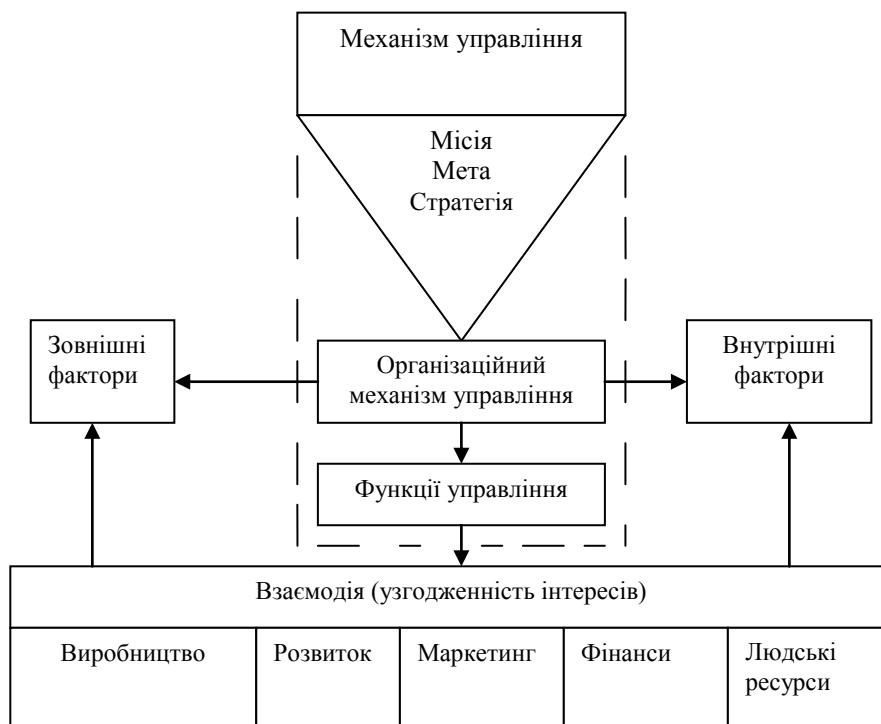 Механізм управління
Місія
Мета
Стратегія
Зовнішні
фактори
Організаційний
механізм управління
Внутрішні
фактори
Функції управління
Взаємодія (узгодженність інтересів)
Виробництво
Розвиток
Маркетинг
Фінанси
Людські
ресурси